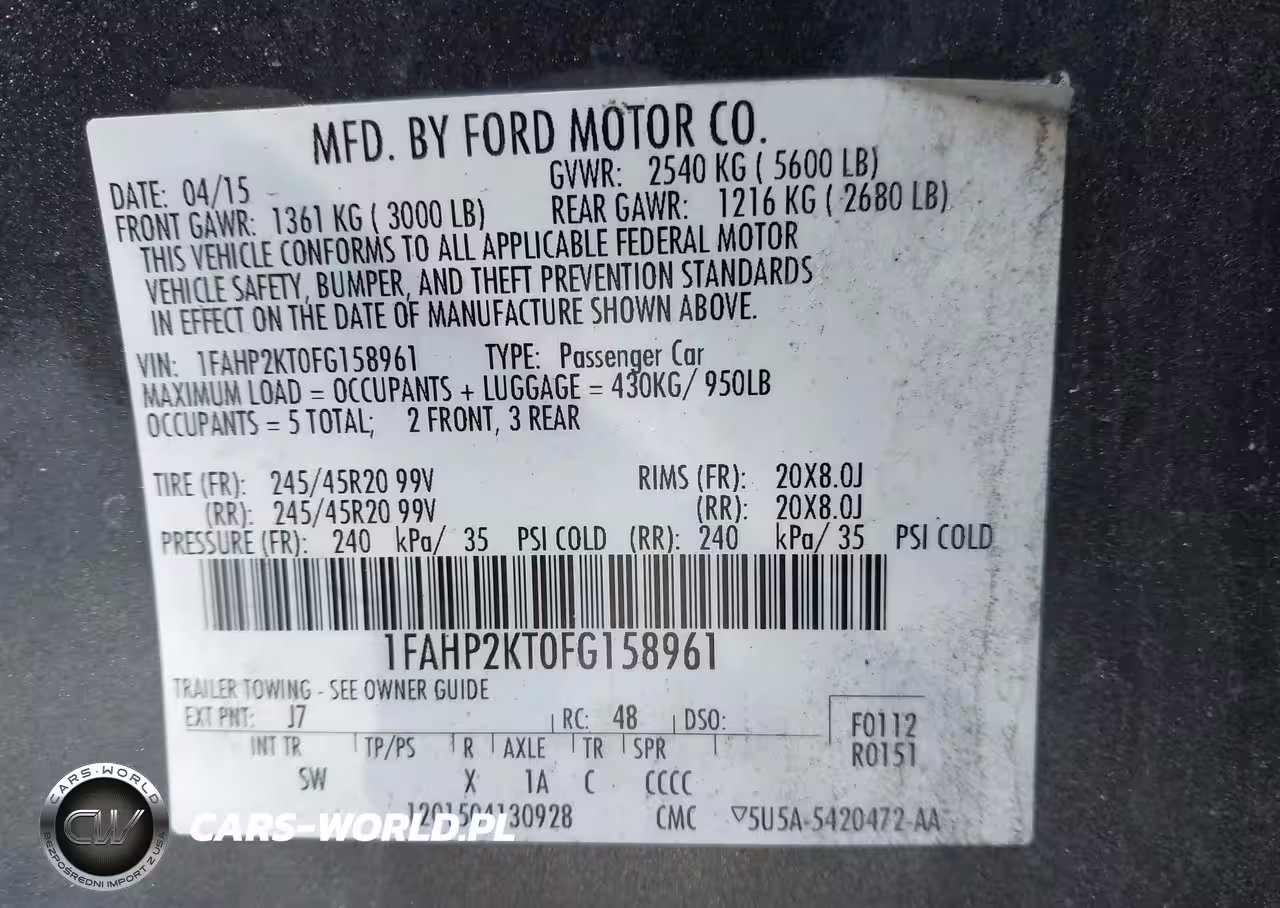 MFD. BY FORD MOTOR CO.
DATE: 04/15 GVWR: 2540 KG ( 5600 LB)
FRONT GAWR: 1361 KG ( 3000 LB) REAR GAWR: 1216 KG ( 2680 LB)
THIS VEHICLE CONFORMS TO ALL APPLICABLE FEDERAL MOTOR
VEHICLE SAFETY, BUMPER, AND THEFT PREVENTION STANDARDS
IN EFFECT ON THE DATE OF MANUFACTURE SHOWN ABOVE.
VIN: 1FAHP2KT0FG158961 TYPE: Passenger Car
MAXIMUM LOAD = OCCUPANTS + LUGGAGE = 430KG/ 950LB
OCCUPANTS = 5 TOTAL; 2 FRONT, 3 REAR
TIRE (FR): 245/45R20 99V RIMS (FR): 20X8.0J
(RR): 245/45R20 99V (RR): 20X8.0J
PRESSURE (FR): 240 kPa/ 35 PSI COLD (RR): 240 kPa/ 35 PSI COLD
1FAHP2KT0FG158961
TRAILER TOWING - SEE OWNER GUIDE
EXT PNT: J7 RC: 48 DSO: F0112
INT TR TP/PS R AXLE TR SPR R0151
SW X 1A C CCCC
1201504130928 CMC ▽5U5A-5420472-AA
CARS-WORLD
CW
BEZPOŚREDNI IMPORT Z USA
CARS-WORLD.PL